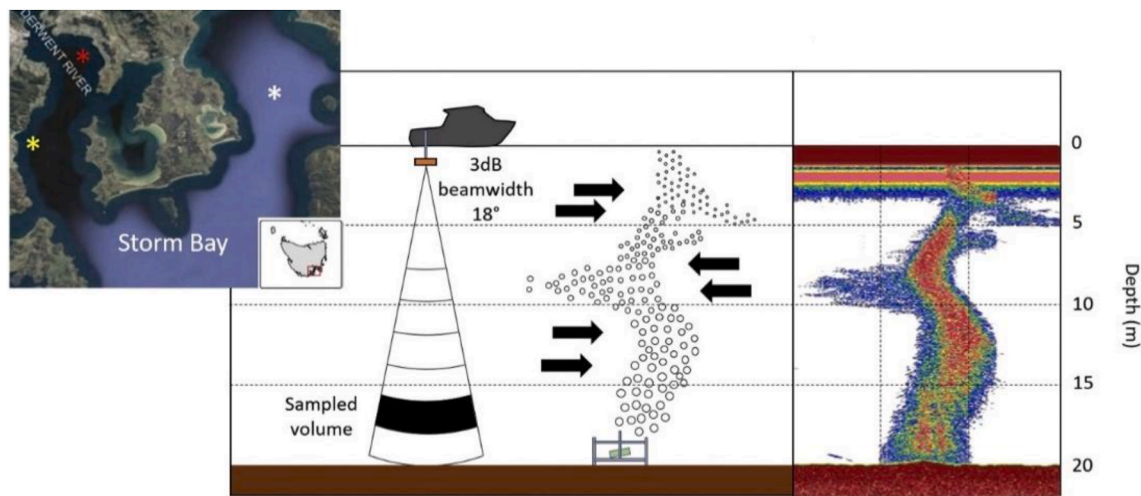 DERWENT RIVER
*
*
*
Storm Bay
3dB
beamwidth
18°
Sampled
volume
0
5
10
15
20
Depth (m)